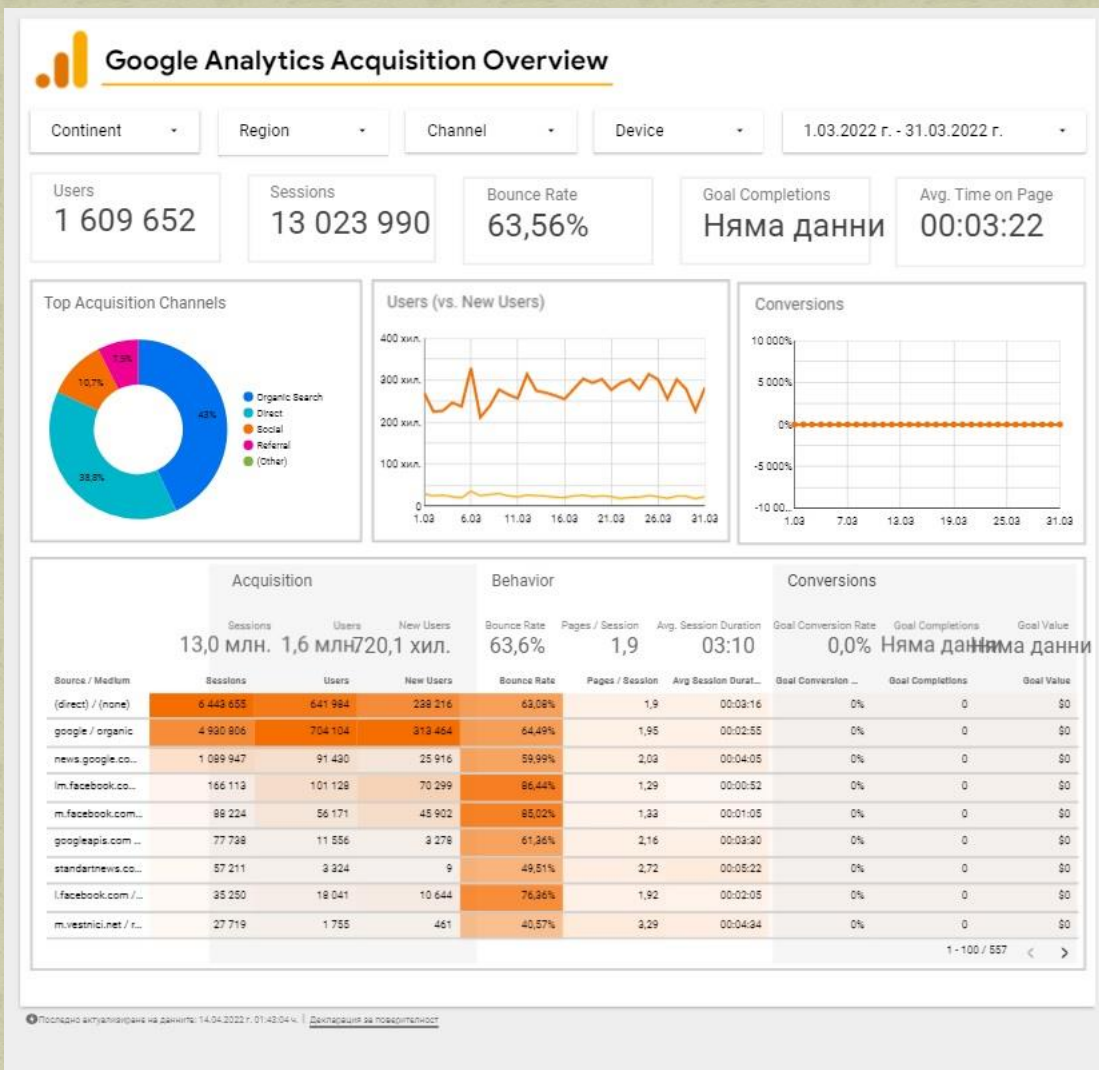 Google Analytics Acquisition Overview
Continent Region Channel Device 1.03.2022 г. - 31.03.2022 г.
Users Sessions Bounce Rate Goal Completions Avg. Time on Page
1 609 652 13 023 990 63,56% Няма данни 00:03:22
Top Acquisition Channels
7,5%
10,7%
43%
38,8%
Organic Search
Direct
Social
Referral
(Other)
Users (vs. New Users)
400 хил.
300 хил.
200 хил.
100 хил.
0
1.03 6.03 11.03 16.03 21.03 26.03 31.03
Conversions
10 000%
5 000%
0%
-5 000%
-10 00...
1.03 7.03 13.03 19.03 25.03 31.03
Acquisition Behavior Conversions
Sessions Users New Users Bounce Rate Pages / Session Avg. Session Duration Goal Conversion Rate Goal Completions Goal Value
13,0 млн. 1,6 млн 720,1 хил. 63,6% 1,9 03:10 0,0% Няма данни Няма данни
Source / Medium Sessions Users New Users Bounce Rate Pages / Session Avg Session Durat... Goal Conversion ... Goal Completions Goal Value
(direct) / (none) 6 443 655 641 984 238 216 63,08% 1,9 00:03:16 0% 0 $0
google / organic 4 930 806 704 104 313 464 64,49% 1,95 00:02:55 0% 0 $0
news.google.co... 1 089 947 91 430 25 916 59,99% 2,03 00:04:05 0% 0 $0
lm.facebook.co... 166 113 101 128 70 299 86,44% 1,29 00:00:52 0% 0 $0
m.facebook.com... 88 224 56 171 45 902 85,02% 1,33 00:01:05 0% 0 $0
googleapis.com ... 77 738 11 556 3 278 61,36% 2,16 00:03:30 0% 0 $0
standartnews.co... 57 211 3 324 9 49,51% 2,72 00:05:22 0% 0 $0
l.facebook.com /... 35 250 18 041 10 644 76,36% 1,92 00:02:05 0% 0 $0
m.vestnici.net / r... 27 719 1 755 461 40,57% 3,29 00:04:34 0% 0 $0
1 - 100 / 557 < >
Последно актуализиране на данните: 14.04.2022 г. 01:43:04 ч. | Декларация за поверителност